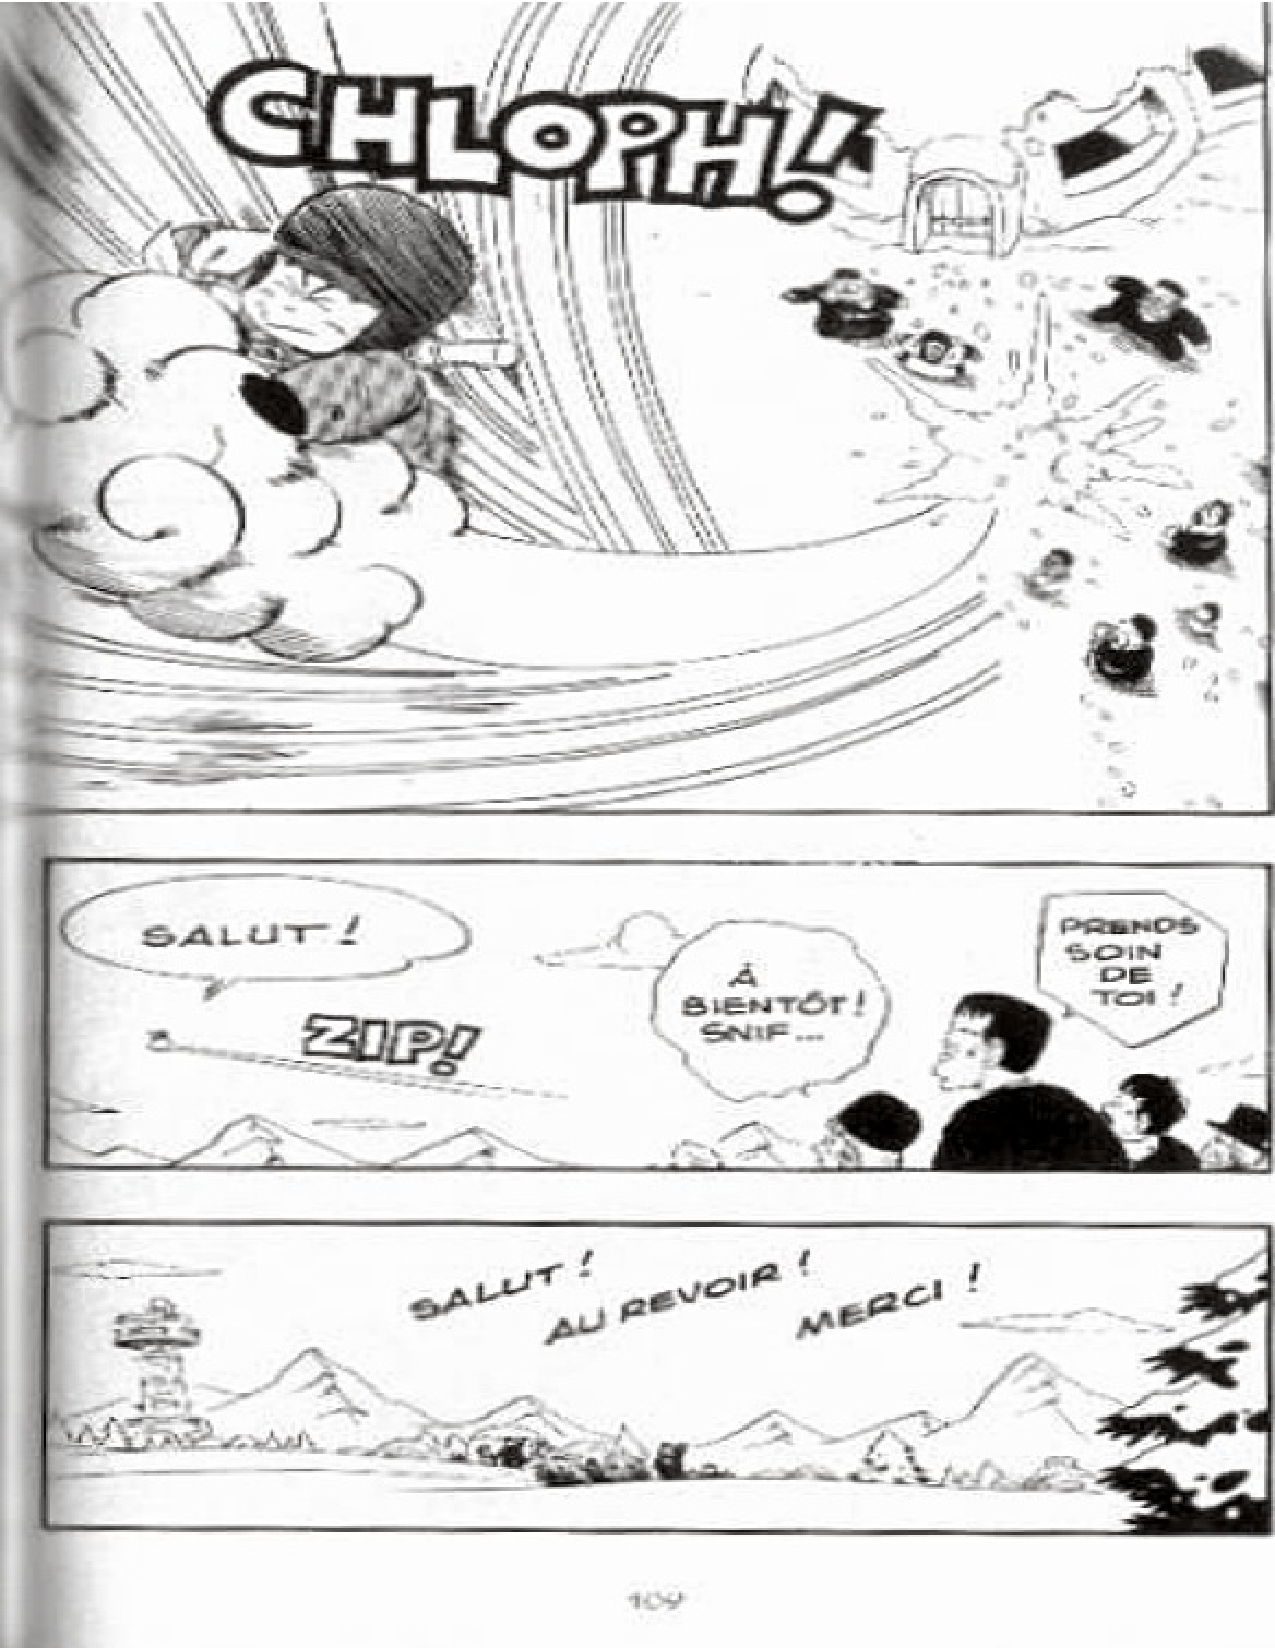 CHLOPH!
SALUT!
ZIP!
À
BIENTÔT!
SNIF...
PRENDS
SOIN
DE
TOI!
SALUT!
AU REVOIR!
MERCI!
109